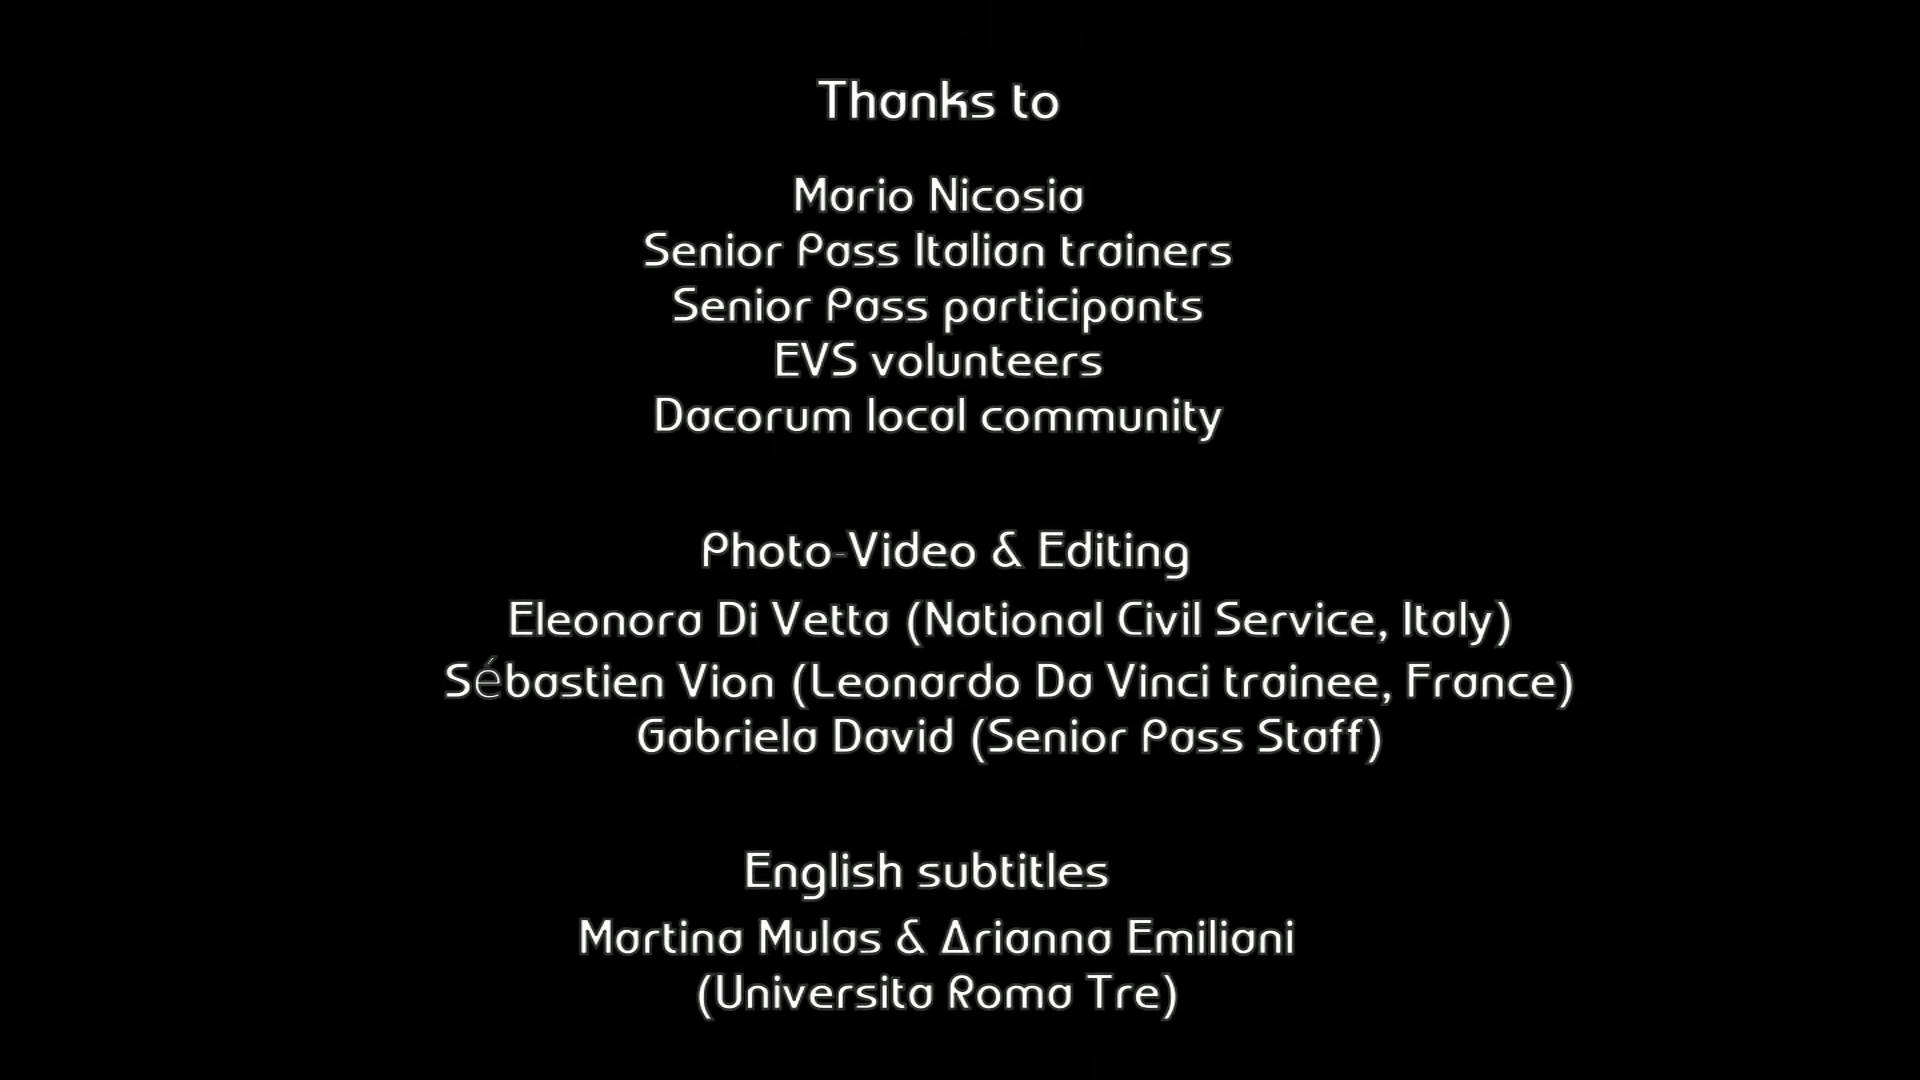 Thanks to
Mario Nicosia
Senior Pass Italian trainers
Senior Pass participants
EVS volunteers
Dacorum local community
Photo-Video & Editing
Eleonora Di Vetta (National Civil Service, Italy)
Sébastien Vion (Leonardo Da Vinci trainee, France)
Gabriela David (Senior Pass Staff)
English subtitles
Martina Mulas & Arianna Emiliani
(Universita Roma Tre)